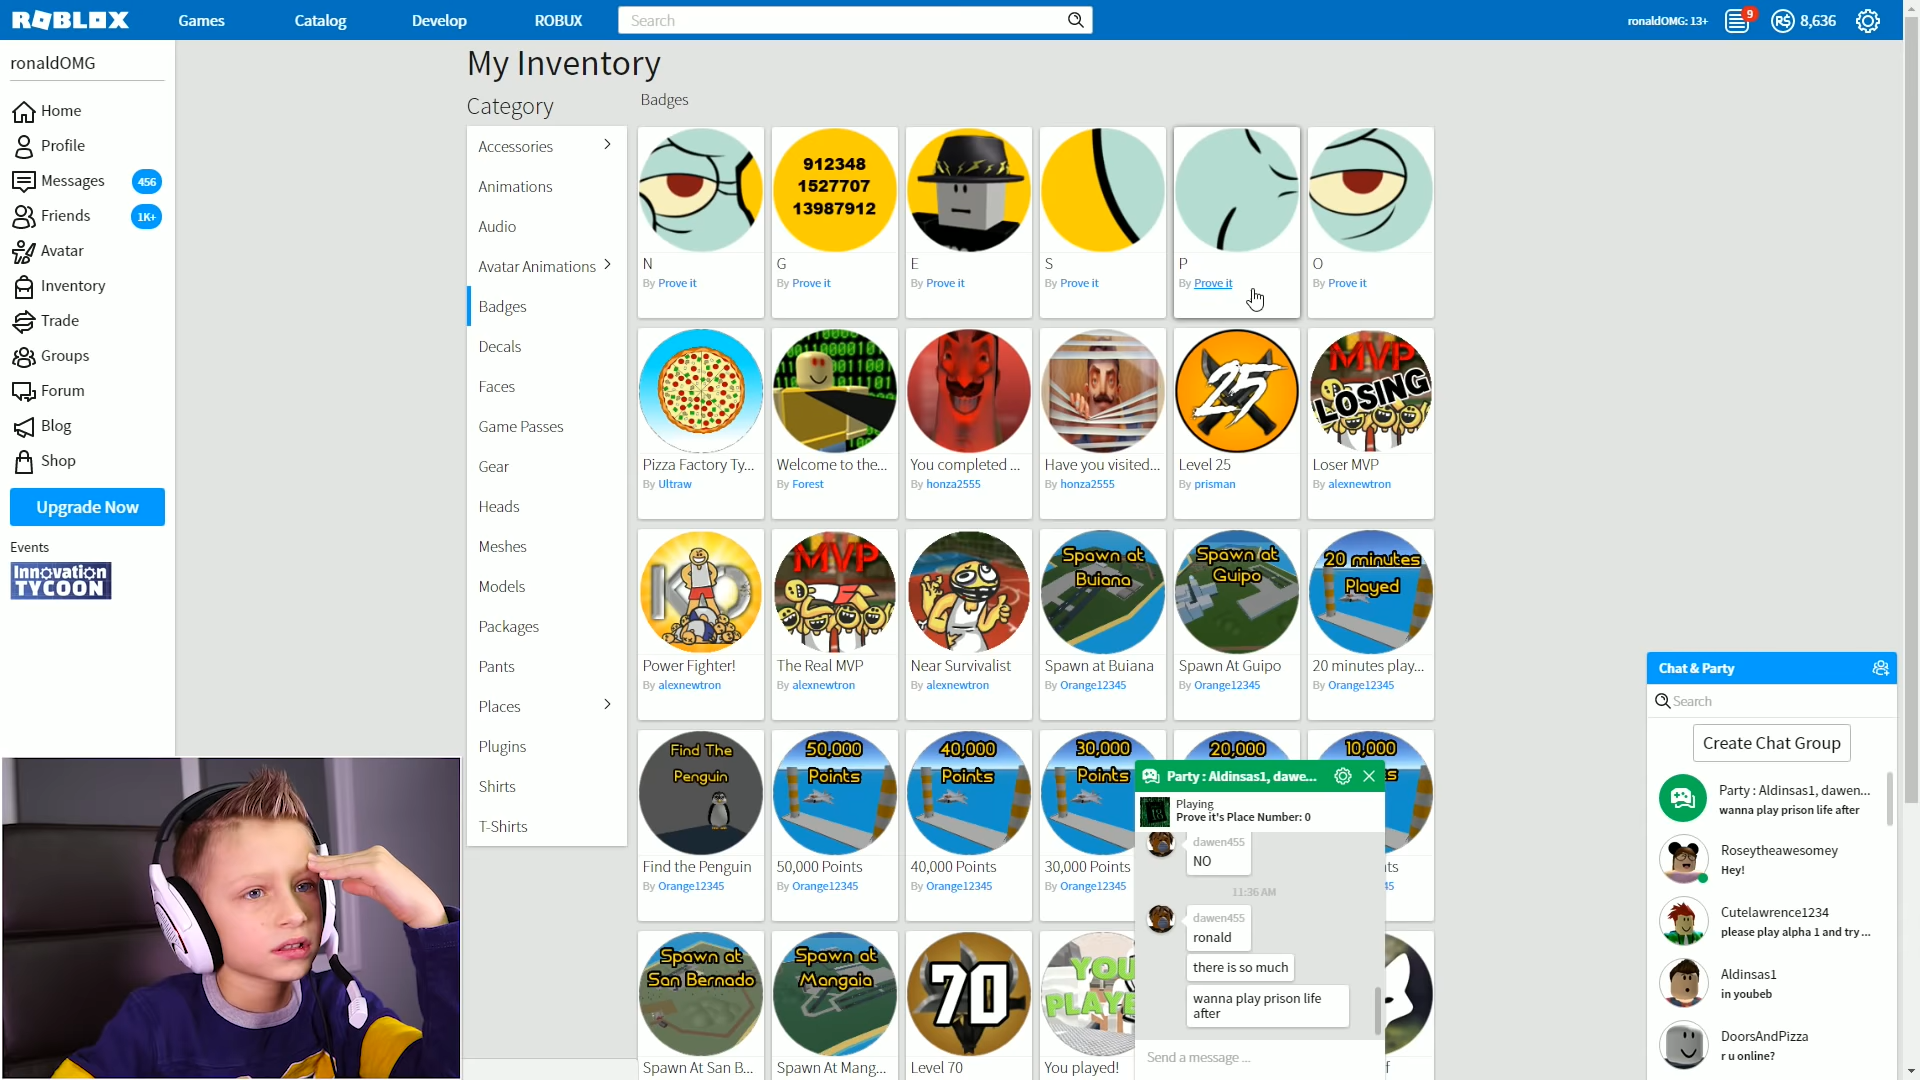 ROBLOX
Games
Catalog
Develop
ROBUX
Search
ronaldOMG: 13+
9
R$ 8,636
ronaldOMG
Home
Profile
Messages 456
Friends 1K+
Avatar
Inventory
Trade
Groups
Forum
Blog
Shop
Upgrade Now
Events
Innovation
TYCOON
My Inventory
Category
Accessories
Animations
Audio
Avatar Animations
Badges
Decals
Faces
Game Passes
Gear
Heads
Meshes
Models
Packages
Pants
Places
Plugins
Shirts
T-Shirts
Badges
912348
1527707
13987912
N
By Prove it
G
By Prove it
E
By Prove it
S
By Prove it
P
By Prove it
O
By Prove it
25
MVP
LOSING
Pizza Factory Ty...
By Ultraw
Welcome to the...
By Forest
You completed ...
By honza2555
Have you visited...
By honza2555
Level 25
By prisman
Loser MVP
By alexnewtron
KO
MVP
Spawn at
Buiana
Spawn at
Guipo
20 minutes
Played
Power Fighter!
By alexnewtron
The Real MVP
By alexnewtron
Near Survivalist
By alexnewtron
Spawn at Buiana
By Orange12345
Spawn At Guipo
By Orange12345
20 minutes play...
By Orange12345
Find The
Penguin
50,000
Points
40,000
Points
30,000
Points
20,000
10,000
Find the Penguin
By Orange12345
50,000 Points
By Orange12345
40,000 Points
By Orange12345
30,000 Points
By Orange12345
Spawn at
San Bernado
Spawn at
Mangaia
70
YOU
PLAYE
Spawn At San B...
Spawn At Mang...
Level 70
You played!
Party : Aldinsas1, dawe...
Playing
Prove it's Place Number: 0
dawen455
NO
11:36 AM
dawen455
ronald
there is so much
wanna play prison life
after
Send a message ...
Chat & Party
Search
Create Chat Group
Party : Aldinsas1, dawen...
wanna play prison life after
Roseytheawesomey
Hey!
Cutelawrence1234
please play alpha 1 and try ...
Aldinsas1
in youbeb
DoorsAndPizza
r u online?